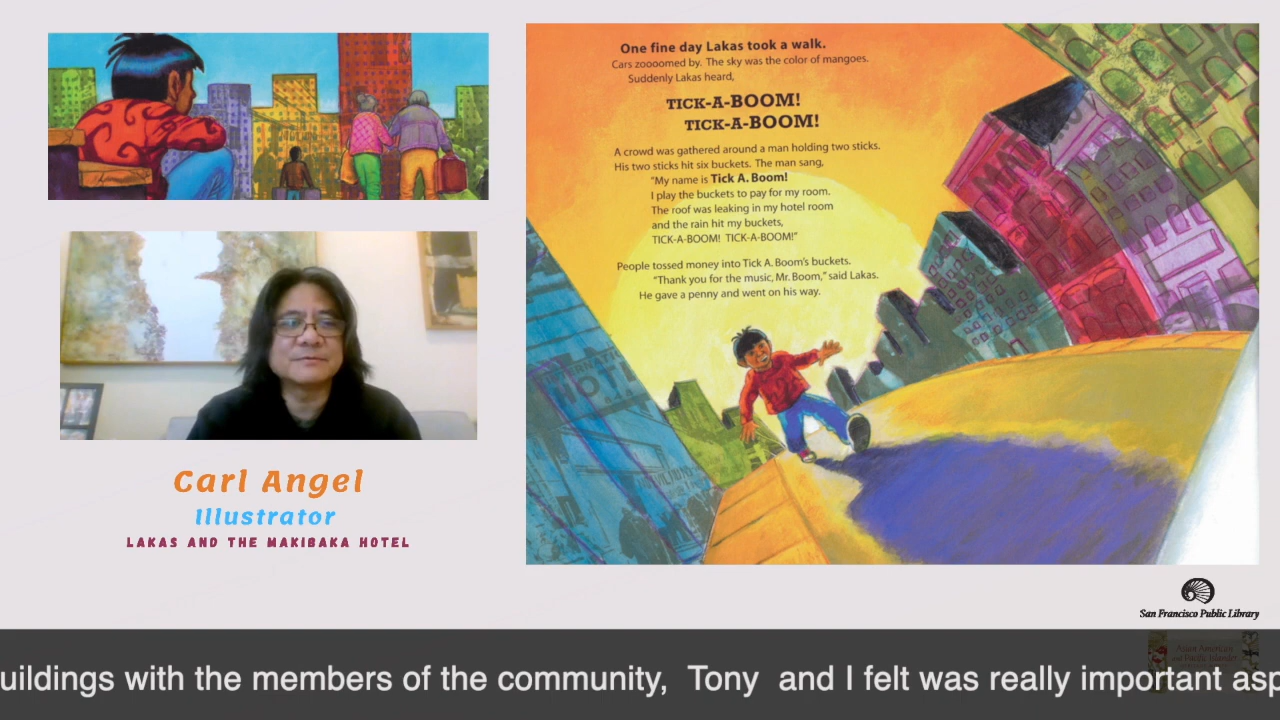 One fine day Lakas took a walk.
Cars zoooomed by. The sky was the color of mangoes.
Suddenly Lakas heard,
TICK-A-BOOM!
TICK-A-BOOM!
A crowd was gathered around a man holding two sticks.
His two sticks hit six buckets. The man sang,
"My name is Tick A. Boom!
I play the buckets to pay for my room.
The roof was leaking in my hotel room
and the rain hit my buckets,
TICK-A-BOOM! TICK-A-BOOM!"
People tossed money into Tick A. Boom's buckets.
"Thank you for the music, Mr. Boom," said Lakas.
He gave a penny and went on his way.
Carl Angel
Illustrator
LAKAS AND THE MAKIBAKA HOTEL
San Francisco Public Library
Asian American
and Pacific Islander
uildings with the members of the community, Tony and I felt was really important asp